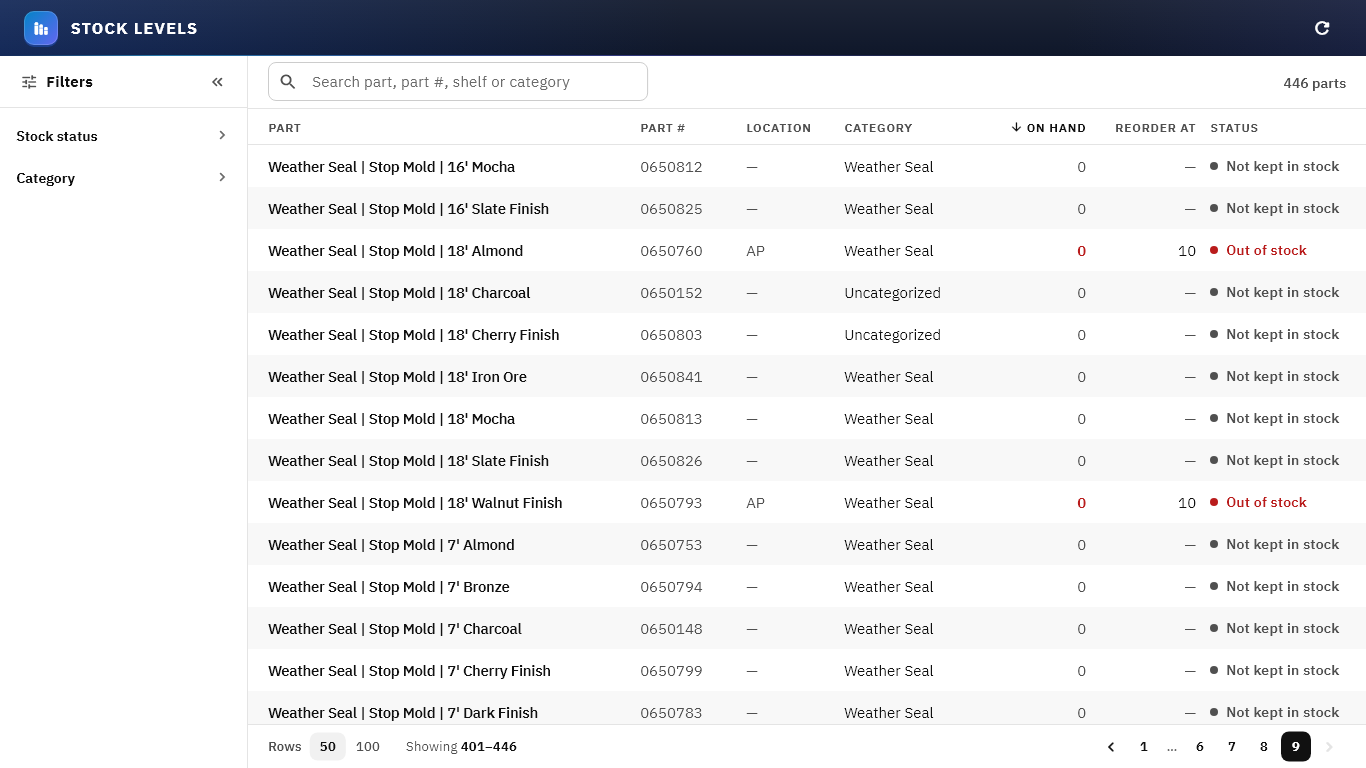 STOCK LEVELS
Filters
Stock status
Category
Search part, part #, shelf or category
446 parts
PART PART # LOCATION CATEGORY ↓ ON HAND REORDER AT STATUS
Weather Seal | Stop Mold | 16' Mocha 0650812 — Weather Seal 0 — Not kept in stock
Weather Seal | Stop Mold | 16' Slate Finish 0650825 — Weather Seal 0 — Not kept in stock
Weather Seal | Stop Mold | 18' Almond 0650760 AP Weather Seal 0 10 Out of stock
Weather Seal | Stop Mold | 18' Charcoal 0650152 — Uncategorized 0 — Not kept in stock
Weather Seal | Stop Mold | 18' Cherry Finish 0650803 — Uncategorized 0 — Not kept in stock
Weather Seal | Stop Mold | 18' Iron Ore 0650841 — Weather Seal 0 — Not kept in stock
Weather Seal | Stop Mold | 18' Mocha 0650813 — Weather Seal 0 — Not kept in stock
Weather Seal | Stop Mold | 18' Slate Finish 0650826 — Weather Seal 0 — Not kept in stock
Weather Seal | Stop Mold | 18' Walnut Finish 0650793 AP Weather Seal 0 10 Out of stock
Weather Seal | Stop Mold | 7' Almond 0650753 — Weather Seal 0 — Not kept in stock
Weather Seal | Stop Mold | 7' Bronze 0650794 — Weather Seal 0 — Not kept in stock
Weather Seal | Stop Mold | 7' Charcoal 0650148 — Weather Seal 0 — Not kept in stock
Weather Seal | Stop Mold | 7' Cherry Finish 0650799 — Weather Seal 0 — Not kept in stock
Weather Seal | Stop Mold | 7' Dark Finish 0650783 — Weather Seal 0 — Not kept in stock
Rows 50 100 Showing 401–446 1 ... 6 7 8 9